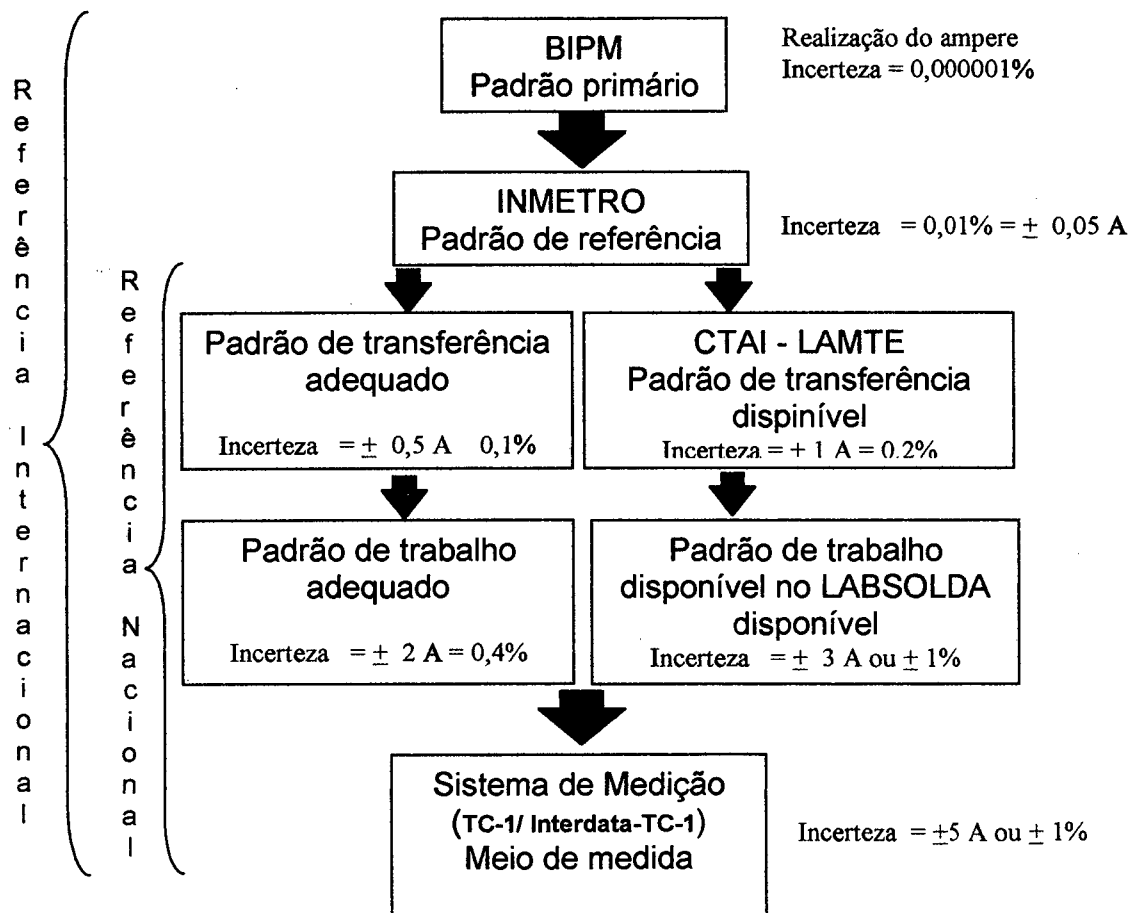 BIPM
Padrão primário
Realização do ampere
Incerteza = 0,000001%
INMETRO
Padrão de referência
Incerteza = 0,01% = ± 0,05 A
Padrão de transferência
adequado
Incerteza = ± 0,5 A 0,1%
CTAI - LAMTE
Padrão de transferência
dispinível
Incerteza = + 1 A = 0.2%
Padrão de trabalho
adequado
Incerteza = ± 2 A = 0,4%
Padrão de trabalho
disponível no LABSOLDA
disponível
Incerteza = ± 3 A ou ± 1%
Sistema de Medição
(TC-1/ Interdata-TC-1)
Meio de medida
Incerteza = ±5 A ou ± 1%
Referência Internacional
Referência Nacional